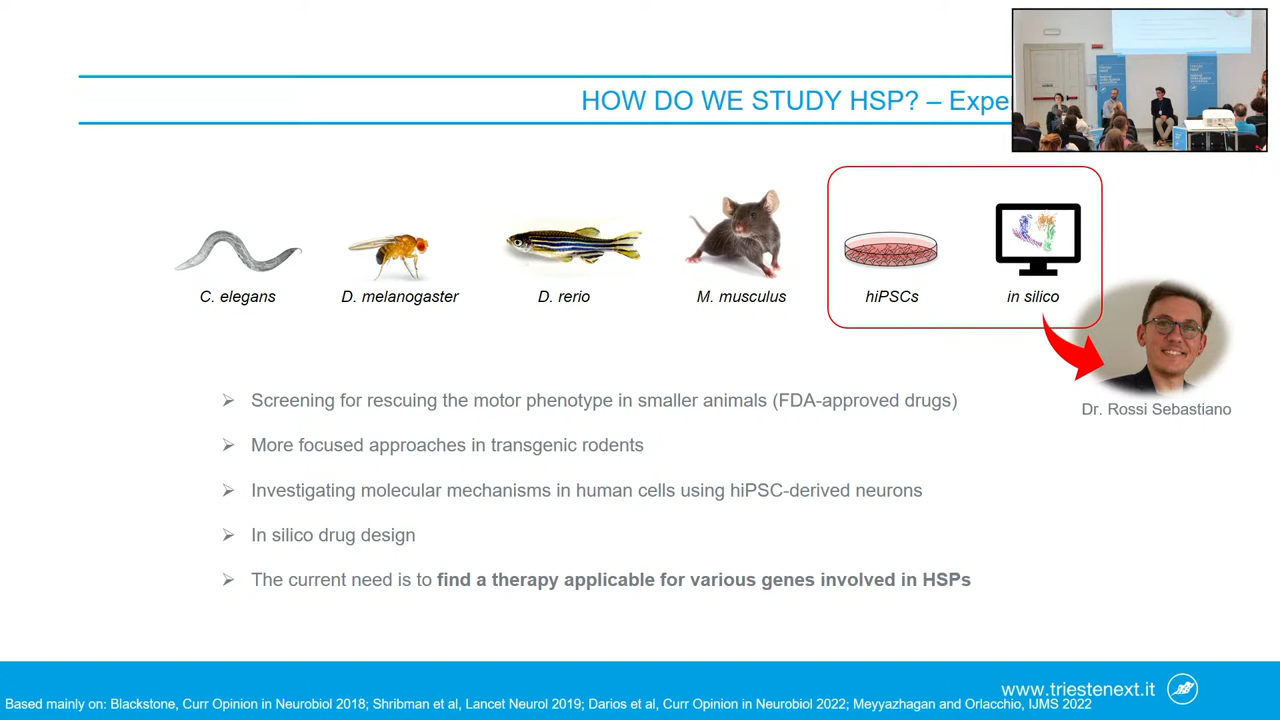 HOW DO WE STUDY HSP? – Expe
C. elegans
D. melanogaster
D. rerio
M. musculus
hiPSCs
in silico
Dr. Rossi Sebastiano
Screening for rescuing the motor phenotype in smaller animals (FDA-approved drugs)
More focused approaches in transgenic rodents
Investigating molecular mechanisms in human cells using hiPSC-derived neurons
In silico drug design
The current need is to find a therapy applicable for various genes involved in HSPs
www.triestenext.it
Based mainly on: Blackstone, Curr Opinion in Neurobiol 2018; Shribman et al, Lancet Neurol 2019; Darios et al, Curr Opinion in Neurobiol 2022; Meyyazhagan and Orlacchio, IJMS 2022